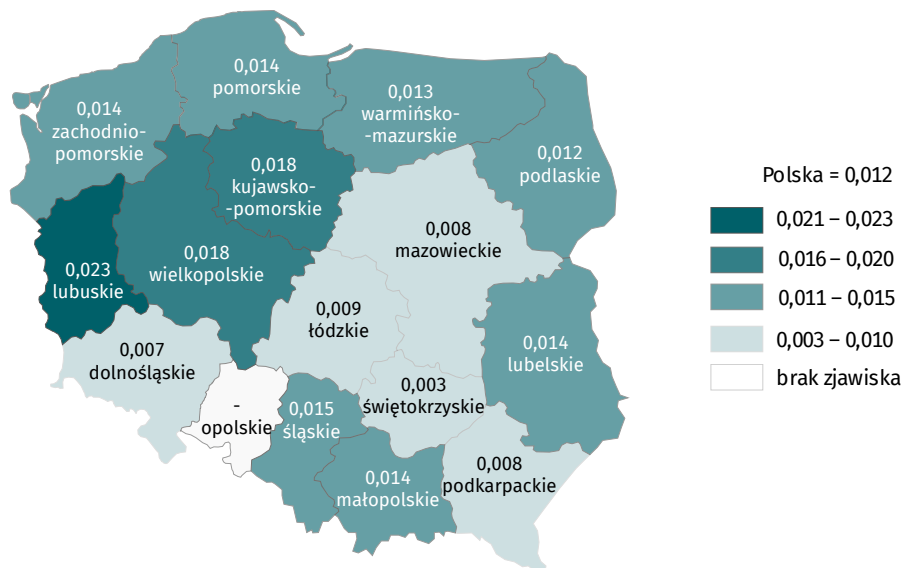 0,014
pomorskie
0,014
zachodnio-
pomorskie
0,013
warmińsko-
-mazurskie
0,012
podlaskie
0,018
kujawsko-
-pomorskie
0,023
lubuskie
0,018
wielkopolskie
0,008
mazowieckie
0,009
łódzkie
0,007
dolnośląskie
-
opolskie
0,015
śląskie
0,003
świętokrzyskie
0,014
lubelskie
0,014
małopolskie
0,008
podkarpackie
Polska = 0,012
0,021 – 0,023
0,016 – 0,020
0,011 – 0,015
0,003 – 0,010
brak zjawiska